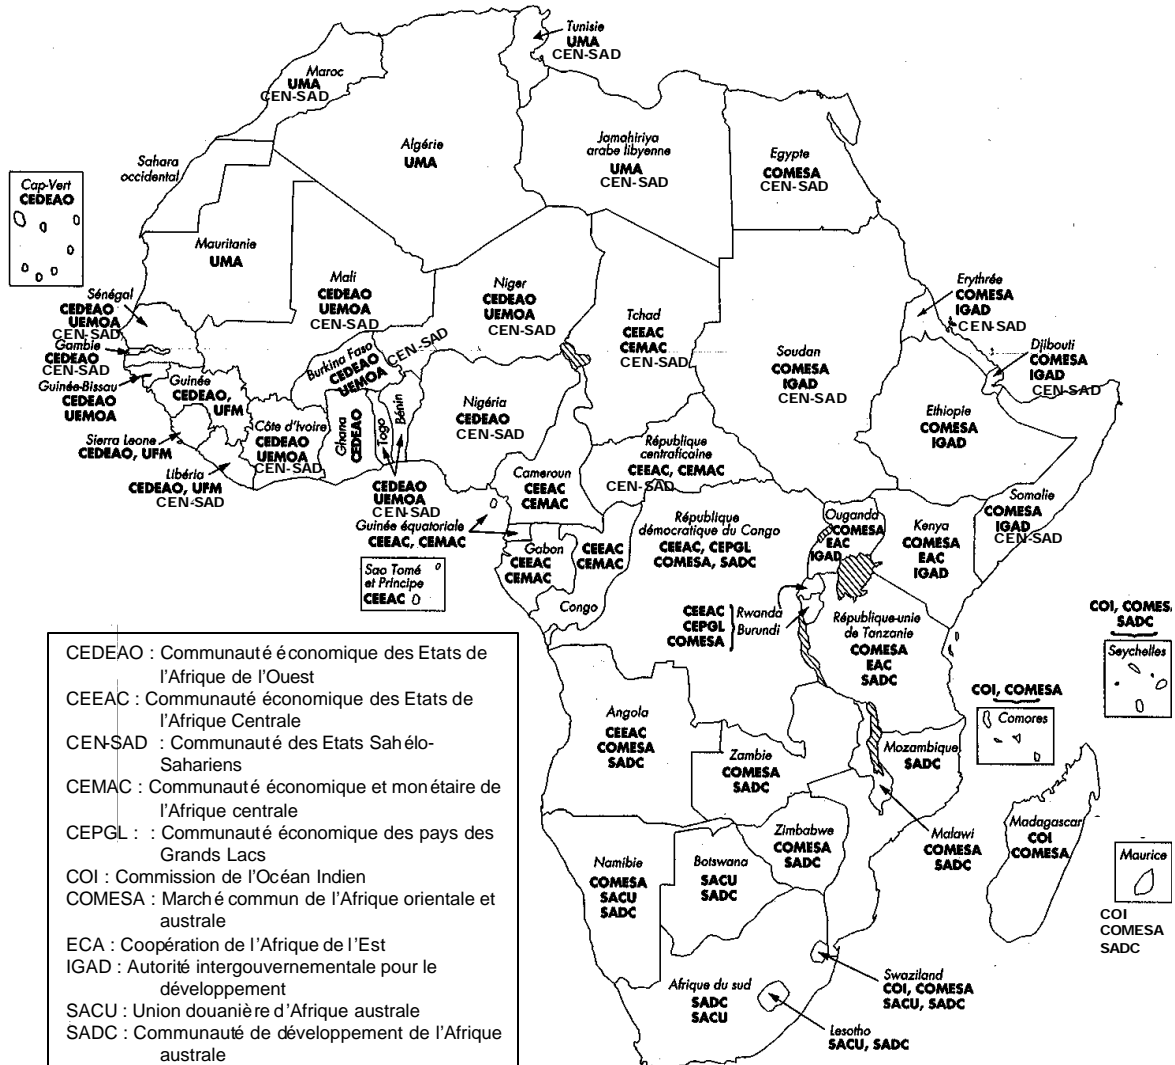 Tunisie
UMA
CEN-SAD
Maroc
UMA
CEN-SAD
Algérie
UMA
Jamahiriya
arabe libyenne
UMA
CEN-SAD
Egypte
COMESA
CEN-SAD
Sahara
occidental
Cap-Vert
CEDEAO
Mauritanie
UMA
Mali
CEDEAO
UEMOA
CEN-SAD
Niger
CEDEAO
UEMOA
CEN-SAD
Tchad
CEEAC
CEMAC
CEN-SAD
Soudan
COMESA
IGAD
CEN-SAD
Erythrée
COMESA
IGAD
CEN-SAD
Djibouti
COMESA
IGAD
CEN-SAD
Sénégal
CEDEAO
UEMOA
CEN-SAD
Gambie
CEDEAO
CEN-SAD
Guinée-Bissau
CEDEAO
UEMOA
Guinée
CEDEAO, UFM
Sierra Leone
CEDEAO, UFM
Libéria
CEDEAO, UFM
CEN-SAD
Côte d'Ivoire
CEDEAO
UEMOA
CEN-SAD
Burkina Faso
CEDEAO
UEMOA
CEN-SAD
Ghana
CEDEAO
Togo
Bénin
CEDEAO
UEMOA
CEN-SAD
Nigéria
CEDEAO
CEN-SAD
Cameroun
CEEAC
CEMAC
République
centraficaine
CEEAC, CEMAC
CEN-SAD
Ethiopie
COMESA
IGAD
Somalie
COMESA
IGAD
CEN-SAD
Guinée équatoriale
CEEAC, CEMAC
Gabon
CEEAC
CEMAC
CEEAC
CEMAC
Congo
Sao Tomé
et Principe
CEEAC
République
démocratique du Congo
CEEAC, CEPGL
COMESA, SADC
Ouganda
COMESA
EAC
IGAD
Kenya
COMESA
EAC
IGAD
CEEAC
CEPGL
COMESA
Rwanda
Burundi
République-unie
de Tanzanie
COMESA
EAC
SADC
COI, COMESA
SADC
Seychelles
COI, COMESA
Comores
Angola
CEEAC
COMESA
SADC
Zambie
COMESA
SADC
Mozambique
SADC
Malawi
COMESA
SADC
Madagascar
COI
COMESA
Maurice
COI
COMESA
SADC
Zimbabwe
COMESA
SADC
Namibie
COMESA
SACU
SADC
Botswana
SACU
SADC
Afrique du sud
SADC
SACU
Swaziland
COI, COMESA
SACU, SADC
Lesotho
SACU, SADC
CEDEAO : Communauté économique des Etats de
l'Afrique de l'Ouest
CEEAC : Communauté économique des Etats de
l'Afrique Centrale
CEN-SAD : Communauté des Etats Sahélo-
Sahariens
CEMAC : Communauté économique et monétaire de
l'Afrique centrale
CEPGL : : Communauté économique des pays des
Grands Lacs
COI : Commission de l'Océan Indien
COMESA : Marché commun de l'Afrique orientale et
australe
ECA : Coopération de l'Afrique de l'Est
IGAD : Autorité intergouvernementale pour le
développement
SACU : Union douanière d'Afrique australe
SADC : Communauté de développement de l'Afrique
australe